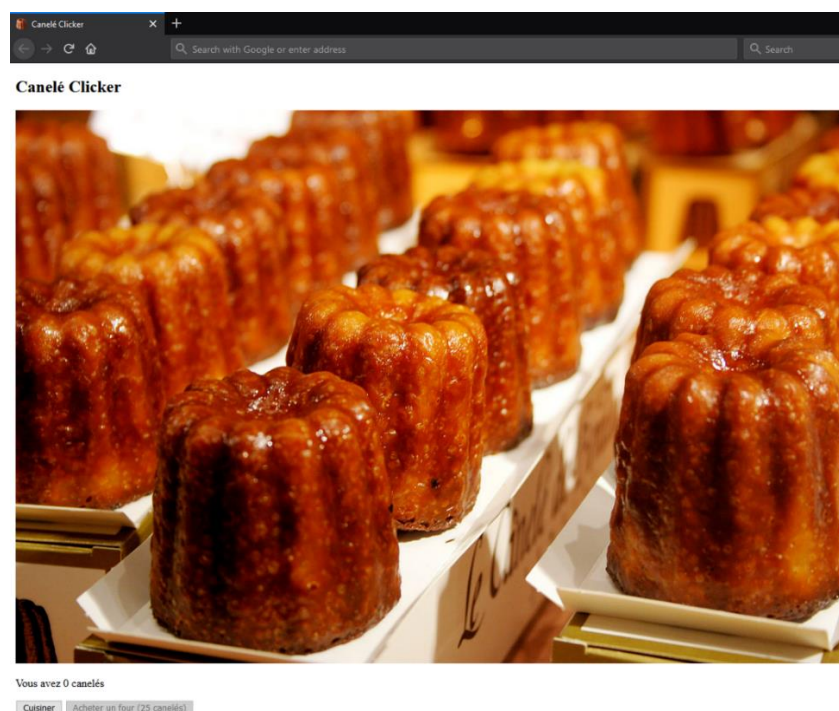 Canelé Clicker
Search with Google or enter address
Search
Canelé Clicker
Le
Vous avez 0 canelés
Cuisiner Acheter un four (25 canelés)